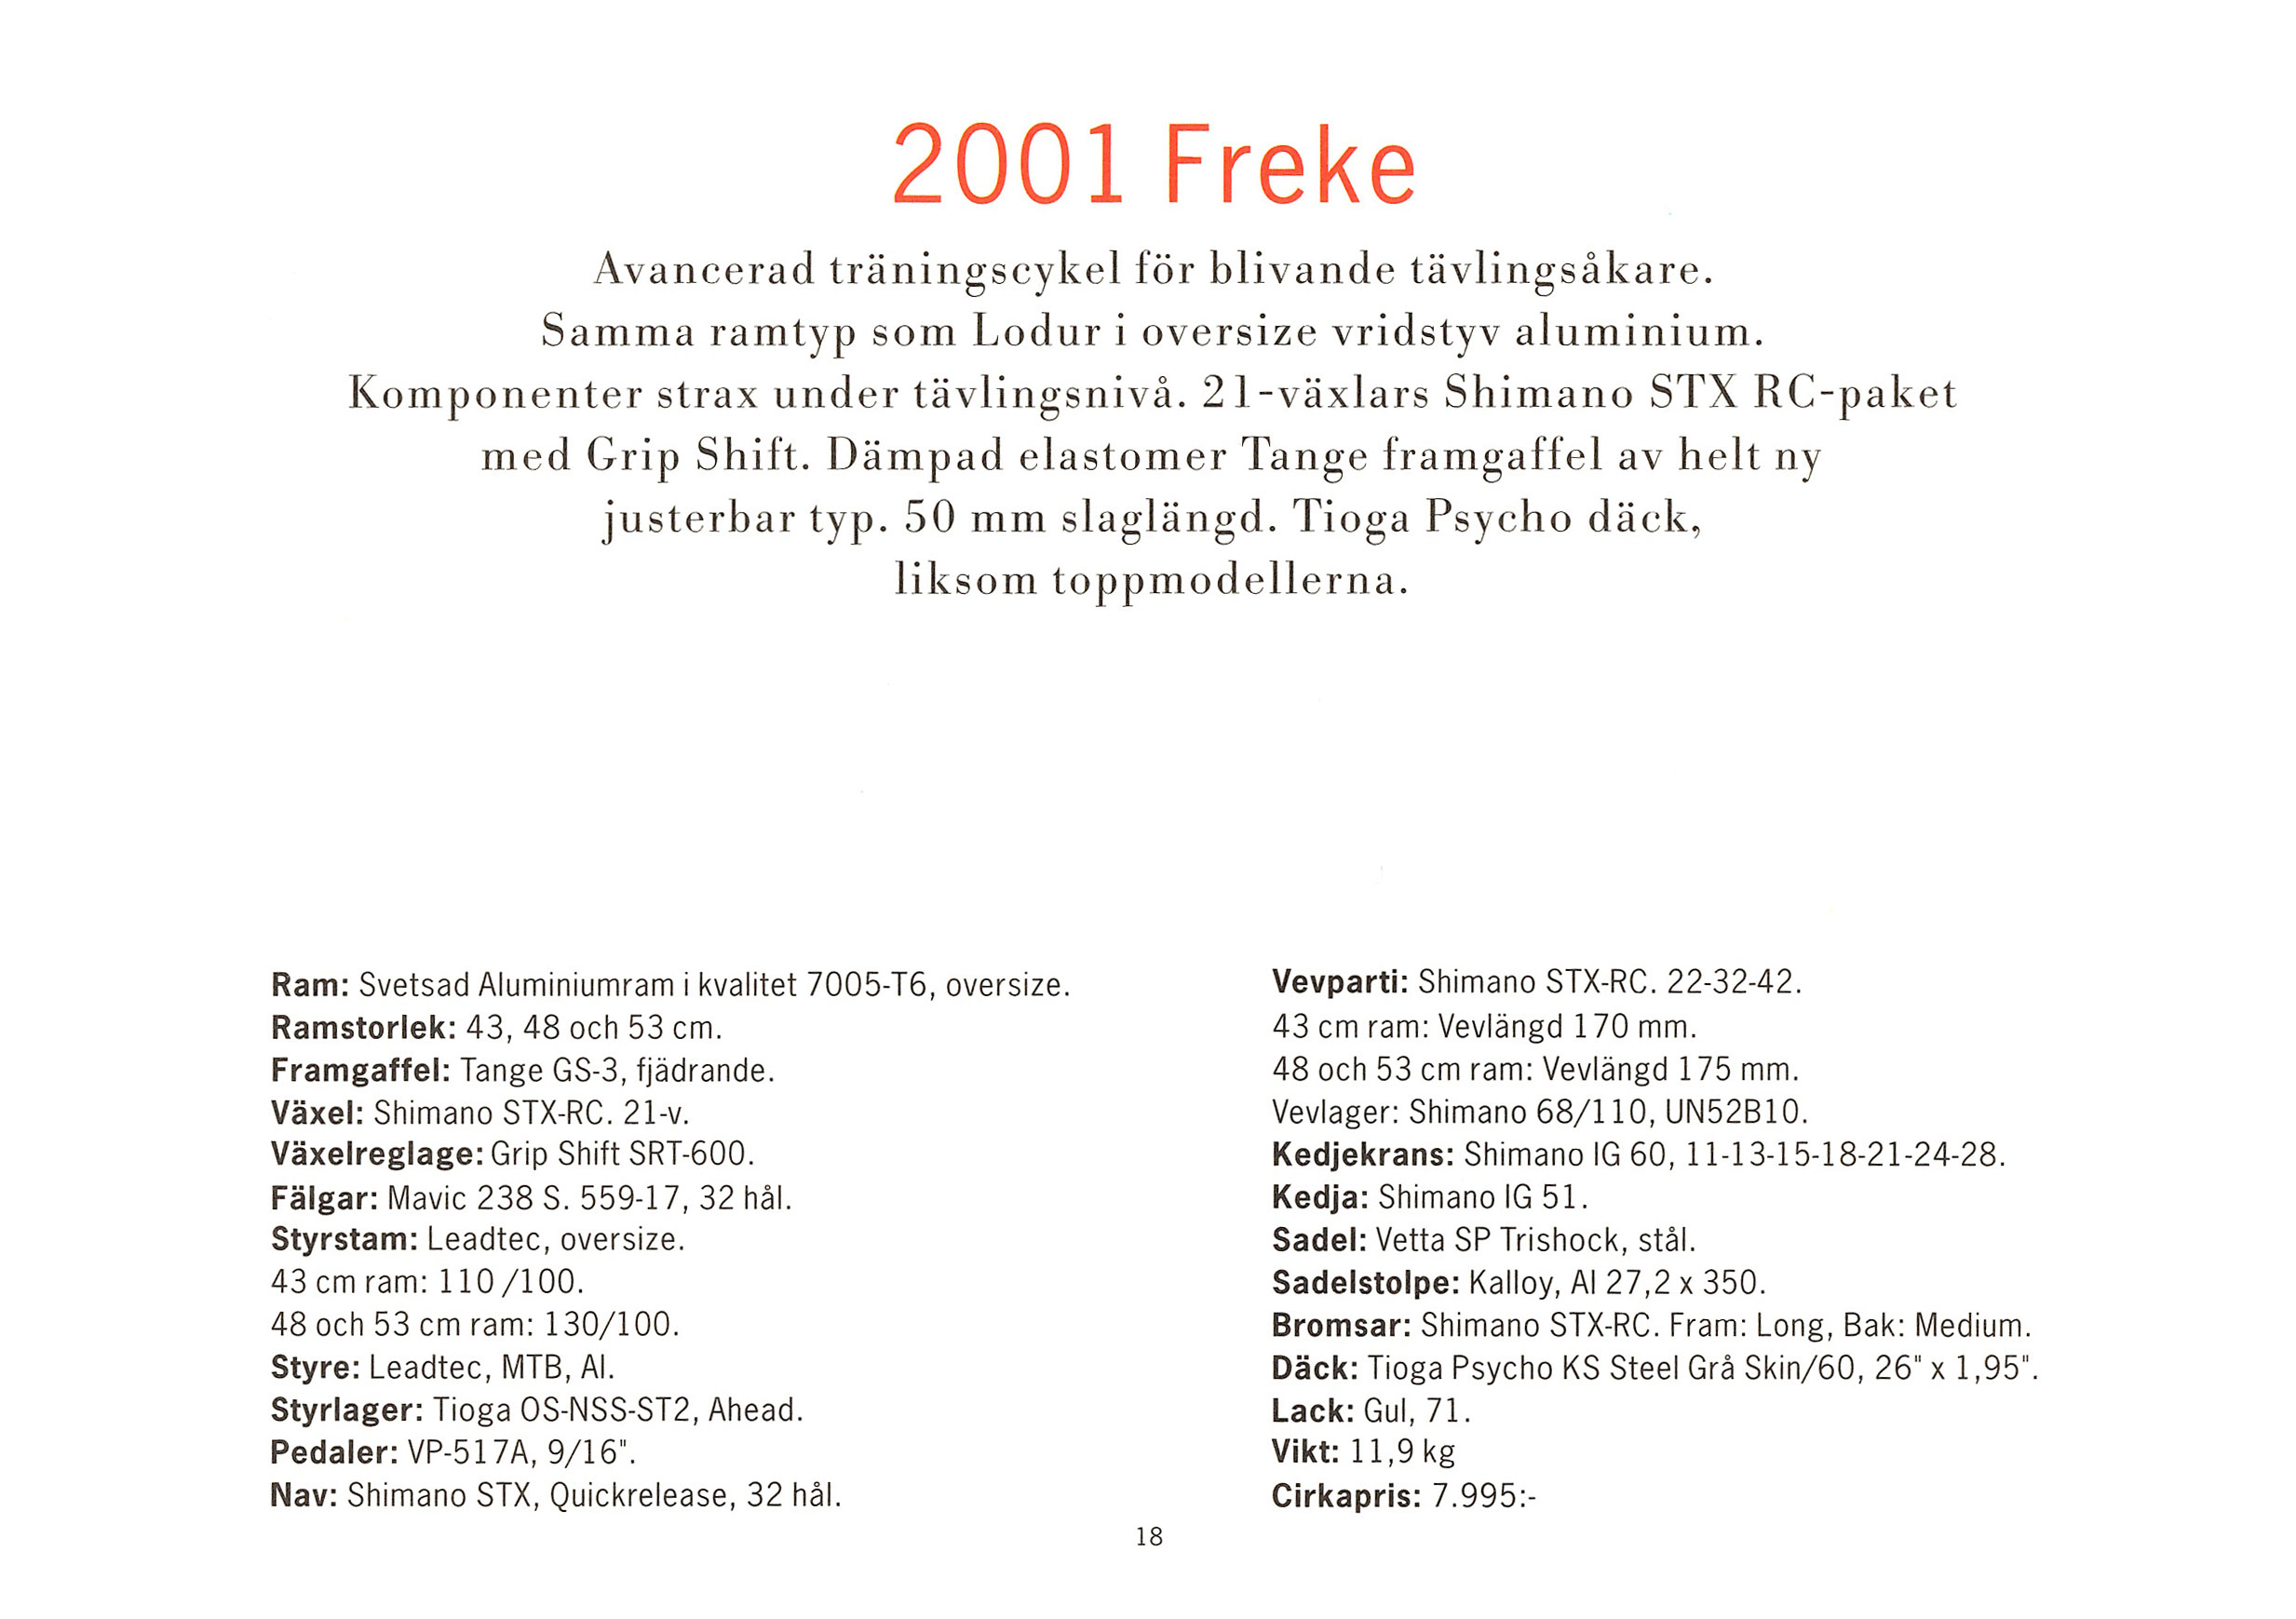 2001 Freke
Avancerad träningscykel för blivande tävlingsåkare.
Samma ramtyp som Lodur i oversize vridstyv aluminium.
Komponenter strax under tävlingsnivå. 21-växlars Shimano STX RC-paket
med Grip Shift. Dämpad elastomer Tange framgaffel av helt ny
justerbar typ. 50 mm slaglängd. Tioga Psycho däck,
liksom toppmodellerna.
Ram: Svetsad Aluminiumram i kvalitet 7005-T6, oversize.
Ramstorlek: 43, 48 och 53 cm.
Framgaffel: Tange GS-3, fjädrande.
Växel: Shimano STX-RC. 21-v.
Växelreglage: Grip Shift SRT-600.
Fälgar: Mavic 238 S. 559-17, 32 hål.
Styrstam: Leadtec, oversize.
43 cm ram: 110 /100.
48 och 53 cm ram: 130/100.
Styre: Leadtec, MTB, Al.
Styrlager: Tioga OS-NSS-ST2, Ahead.
Pedaler: VP-517A, 9/16".
Nav: Shimano STX, Quickrelease, 32 hål.
Vevparti: Shimano STX-RC. 22-32-42.
43 cm ram: Vevlängd 170 mm.
48 och 53 cm ram: Vevlängd 175 mm.
Vevlager: Shimano 68/110, UN52B10.
Kedjekrans: Shimano IG 60, 11-13-15-18-21-24-28.
Kedja: Shimano IG 51.
Sadel: Vetta SP Trishock, stål.
Sadelstolpe: Kalloy, Al 27,2 x 350.
Bromsar: Shimano STX-RC. Fram: Long, Bak: Medium.
Däck: Tioga Psycho KS Steel Grå Skin/60, 26" x 1,95".
Lack: Gul, 71.
Vikt: 11,9 kg
Cirkapris: 7.995:-
18